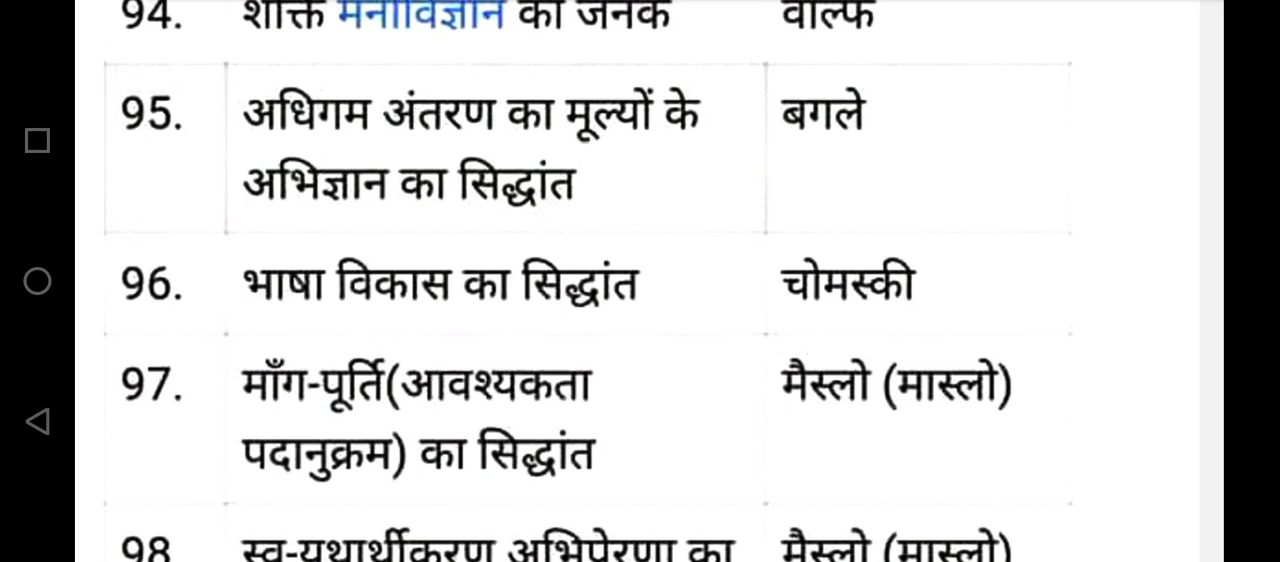 94. शक्ति मनोविज्ञान का जनक वॉल्फ
95. अधिगम अंतरण का मूल्यों के बगले
अभिज्ञान का सिद्धांत
96. भाषा विकास का सिद्धांत चोमस्की
97. माँग-पूर्ति(आवश्यकता मैस्लो (मास्लो)
पदानुक्रम) का सिद्धांत
98 स्व-यथार्थीकरण अभिप्रेरणा का मैस्लो (मास्लो)